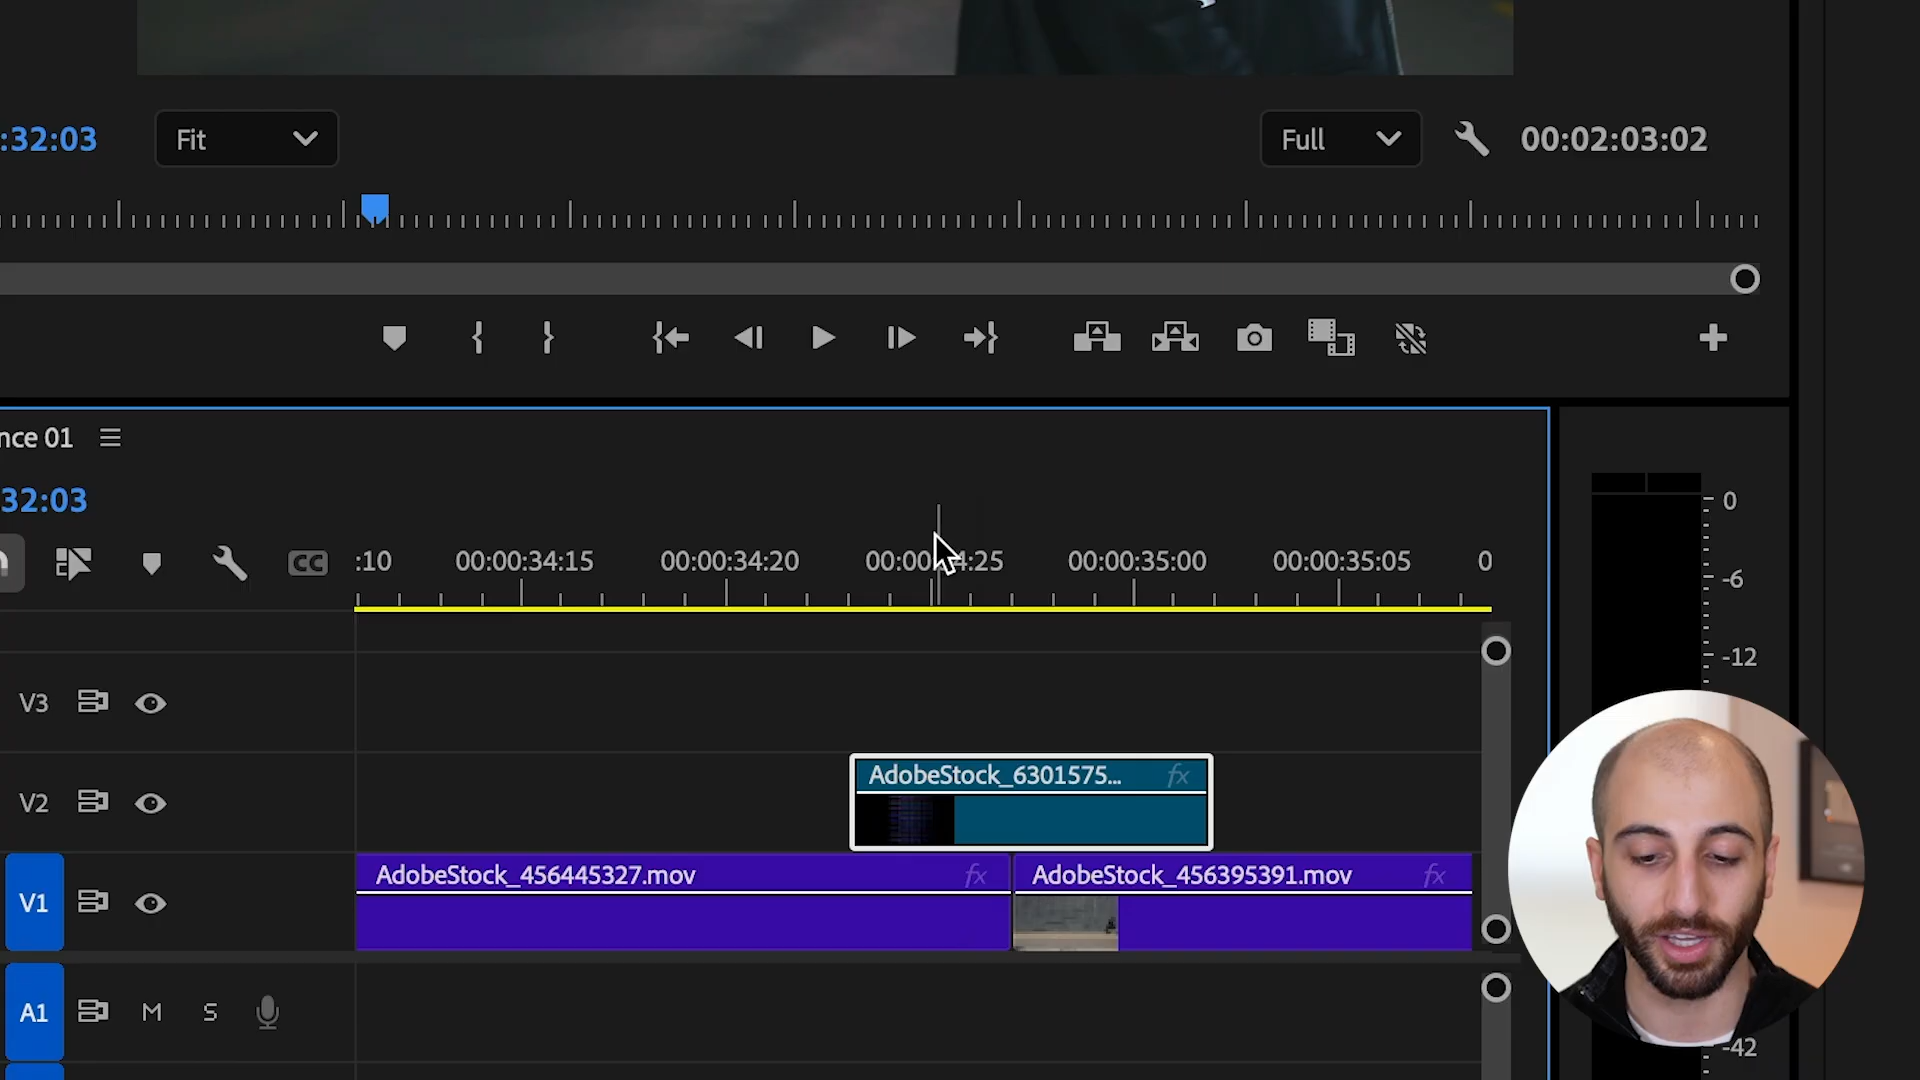 :32:03
Fit
Full
00:02:03:02
nce 01
32:03
CC
:10
00:00:34:15
00:00:34:20
00:00:35:00
00:00:35:05
0
0
-6
-12
V3
V2
AdobeStock_6301575...
fx
V1
AdobeStock_456445327.mov
fx
AdobeStock_456395391.mov
fx
A1
M
S
-42